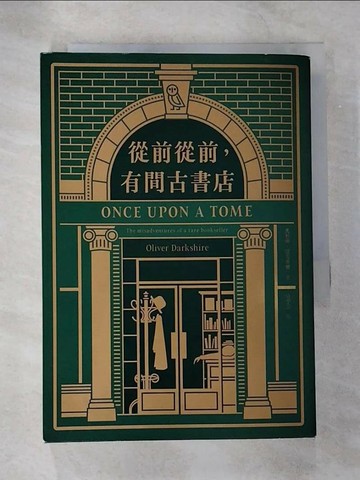 從前從前，
有間古書店
ONCE UPON A TOME
The misadventures of a rare bookseller
Oliver Darkshire